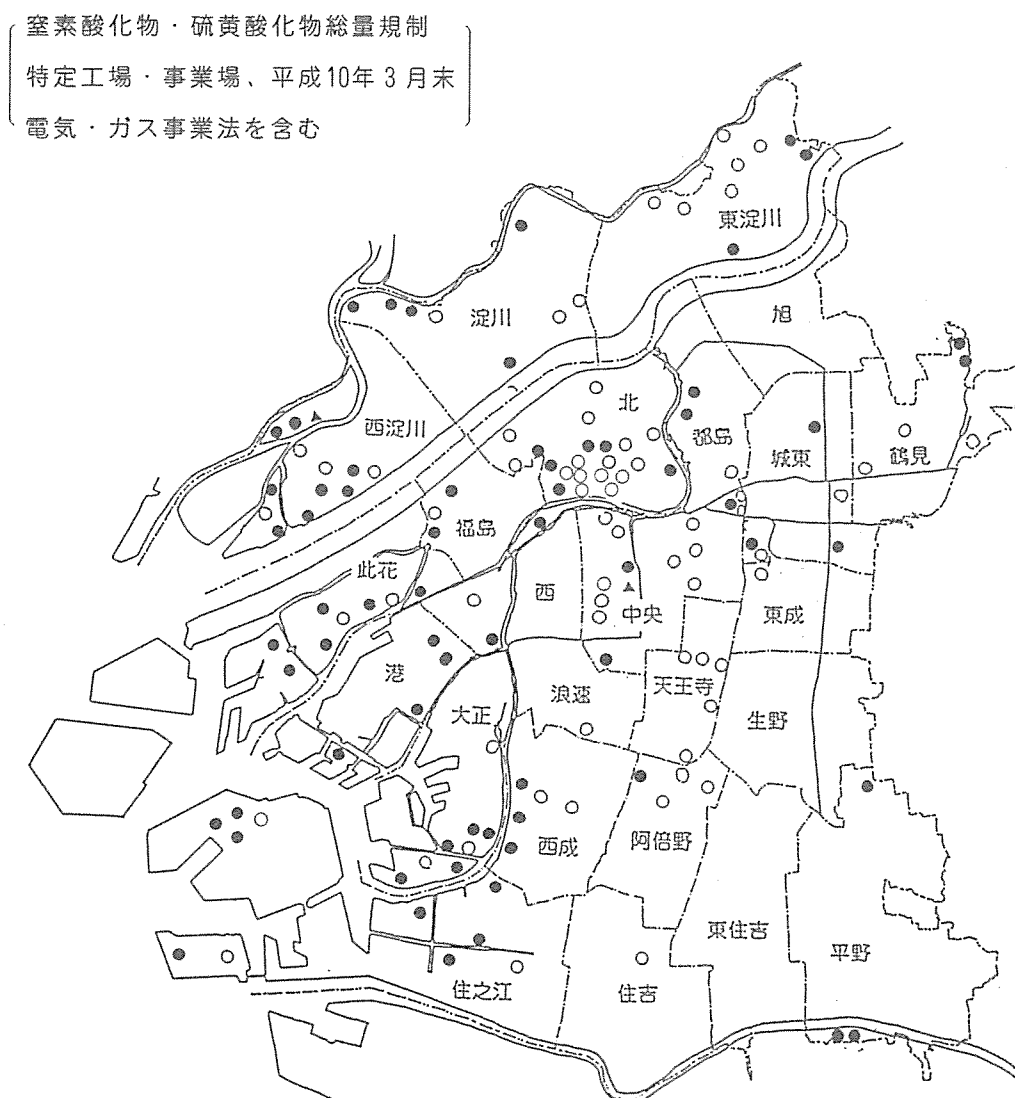 窒素酸化物・硫黄酸化物総量規制
特定工場・事業場、平成10年3月末
電気・ガス事業法を含む
東淀川
淀川
旭
北
西淀川
都島
城東
鶴見
福島
此花
西
中央
東成
港
浪速
天王寺
大正
生野
西成
阿倍野
東住吉
平野
住之江
住吉